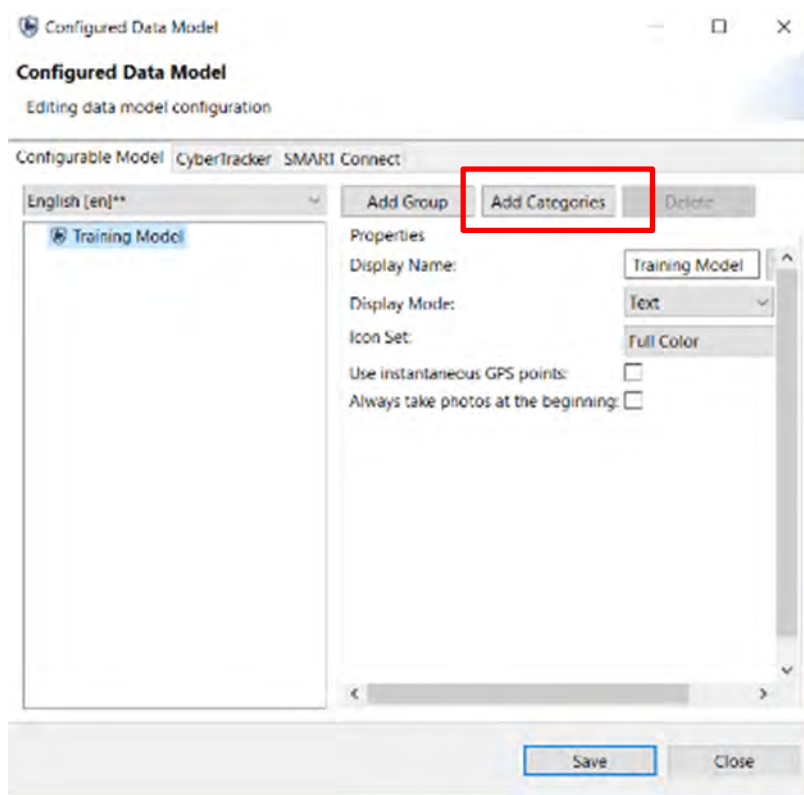 Configured Data Model
Configured Data Model
Editing data model configuration
Configurable Model CyberTracker SMART Connect
English [en]**
Add Group Add Categories Delete
Training Model
Properties
Display Name: Training Model
Display Mode: Text
Icon Set: Full Color
Use instantaneous GPS points:
Always take photos at the beginning:
Save Close